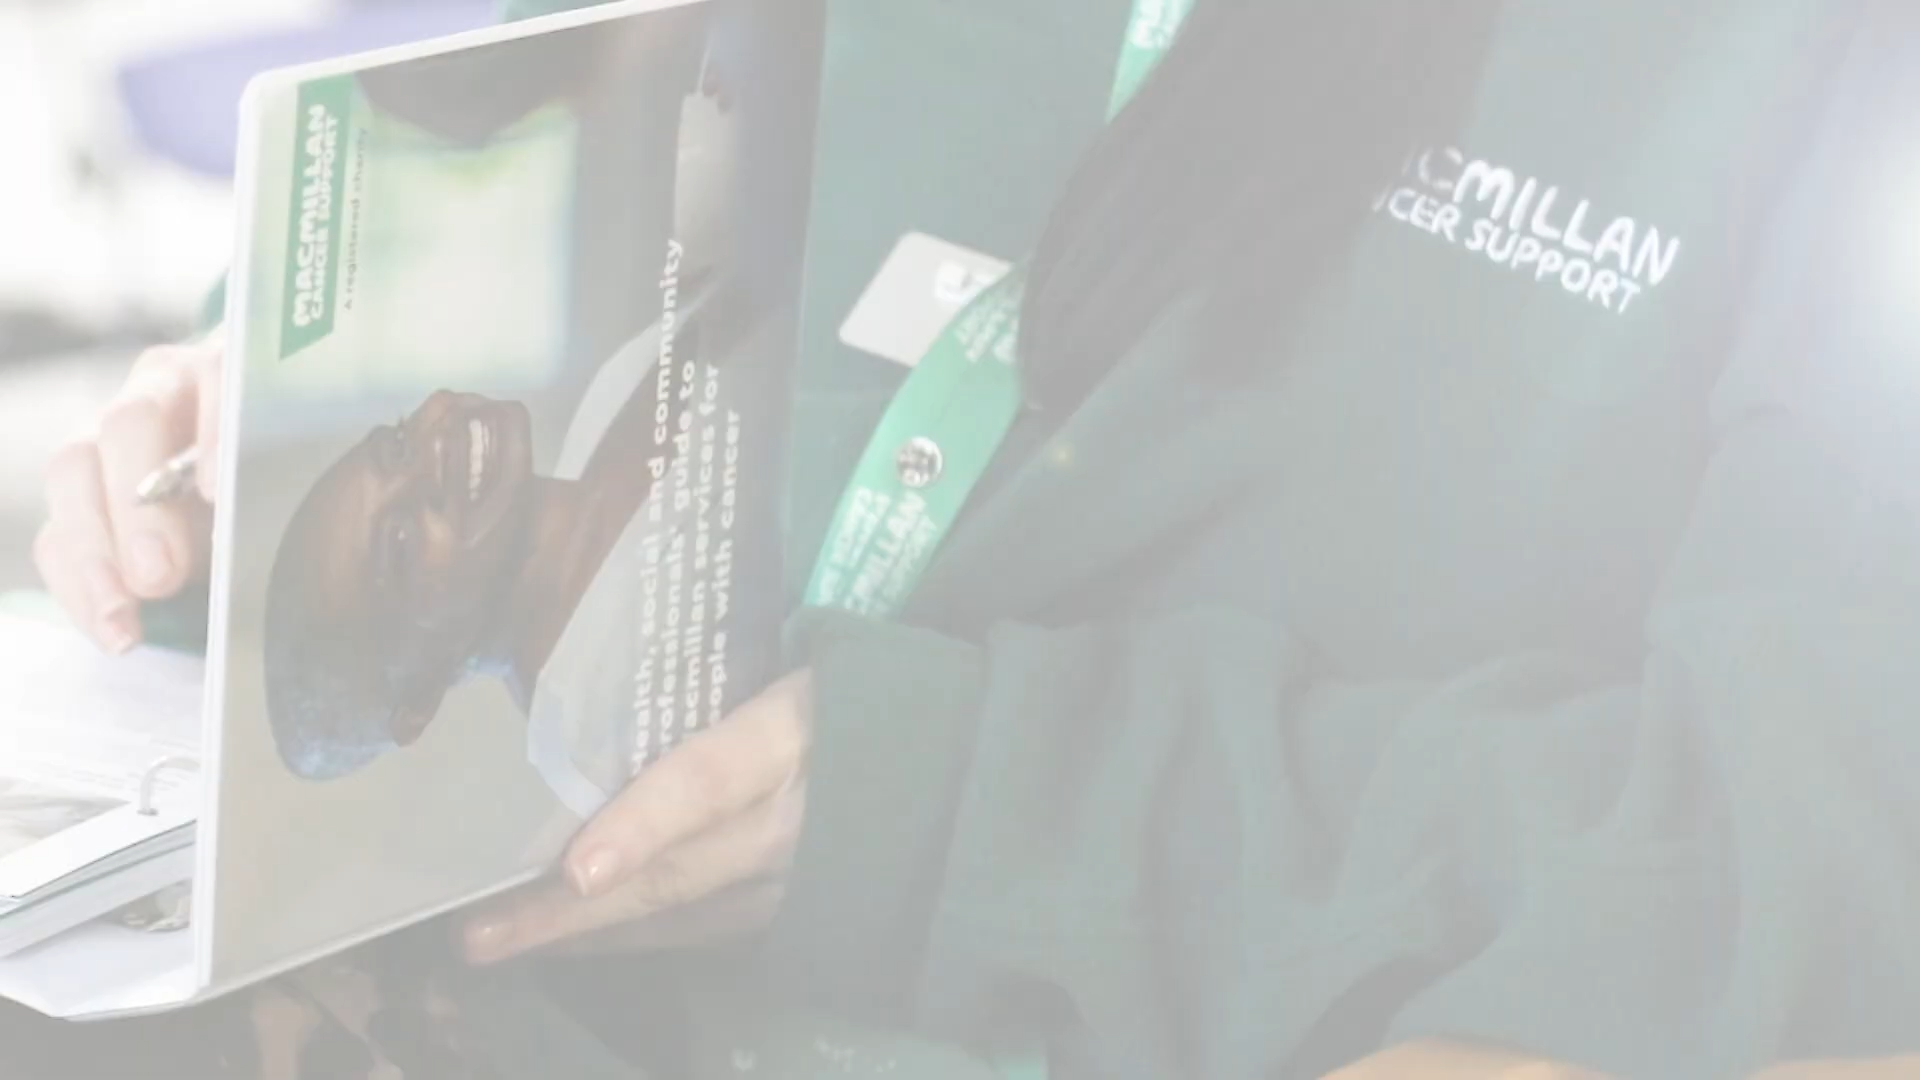 MACMILLAN
CANCER SUPPORT
A registered charity
Health, social and community
professionals' guide to
Macmillan services for
people with cancer
MILLAN
CER SUPPORT
MILLAN
SUPPORT